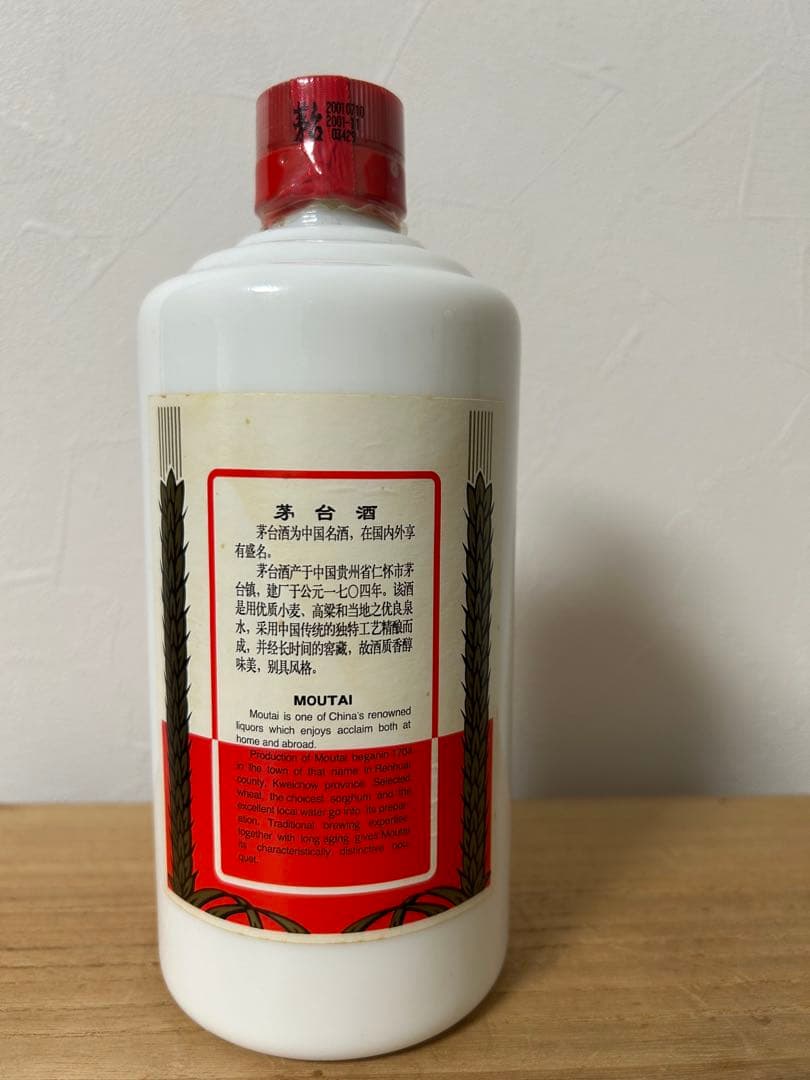 茅台
20010710
2001-11
03429
茅台酒
茅台酒为中国名酒，在国内外享
有盛名。
茅台酒产于中国贵州省仁怀市茅
台镇，建厂于公元一七〇四年。该酒
是用优质小麦、高粱和当地之优良泉
水，采用中国传统的独特工艺精酿而
成，并经长时间的窖藏，故酒质香醇
味美，别具风格。
MOUTAI
Moutai is one of China's renowned
liquors which enjoys acclaim both at
home and abroad.
Production of Moutai began in 1704
in the town of that name in Renhuai
county, Kweichow province. Selected
wheat, the choicest sorghum and the
excellent local water go into its prepar-
ation. Traditional brewing expertise
together with long aging gives Moutai
its characteristically distinctive bou-
quet.